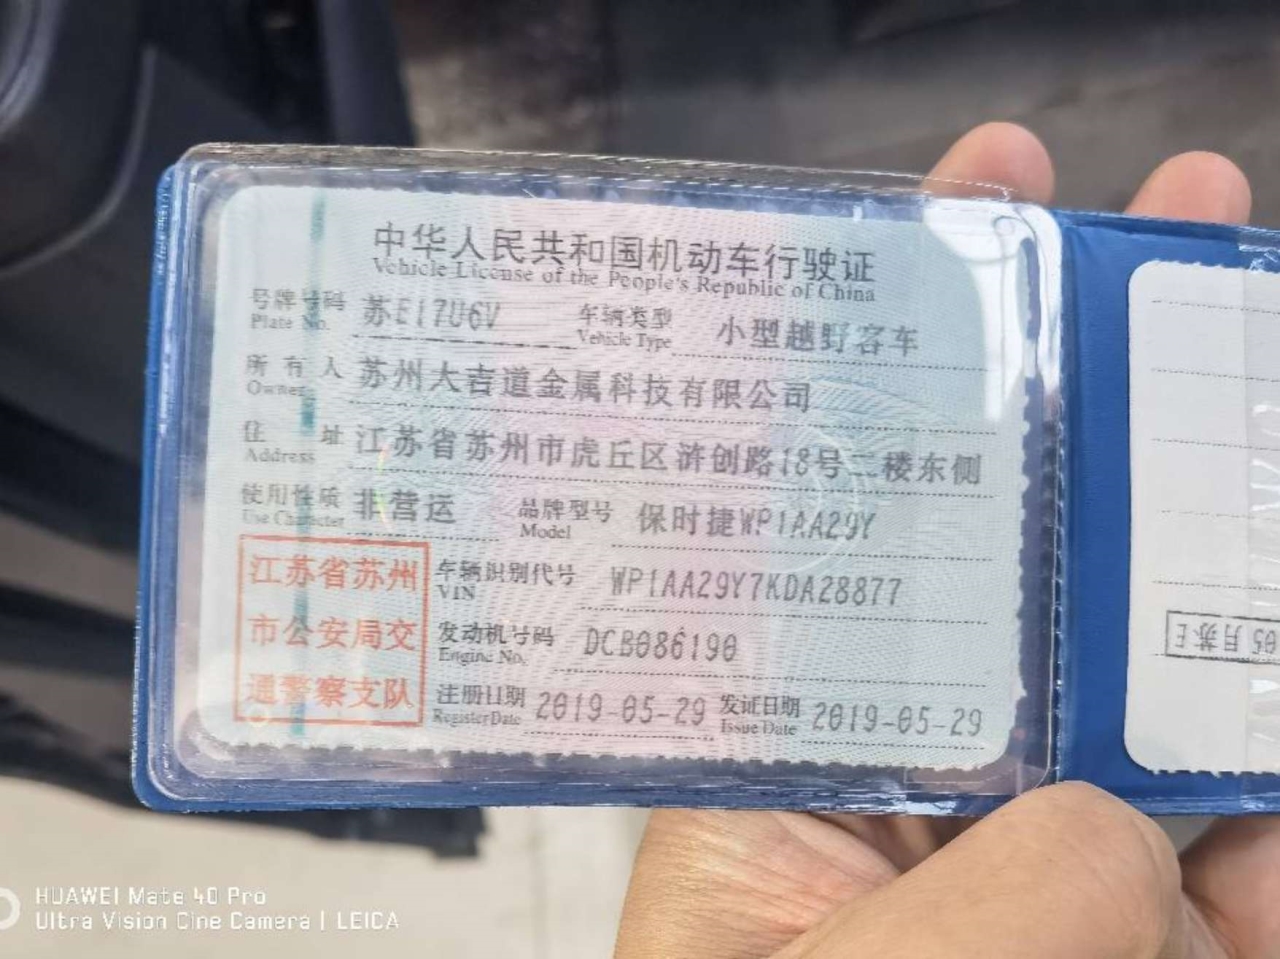 中华人民共和国机动车行驶证
Vehicle License of the People's Republic of China
号牌号码 苏E17U6V 车辆类型 小型越野客车
Plate No. Vehicle Type
所有人 苏州大吉道金属科技有限公司
Owner
住址 江苏省苏州市虎丘区浒创路18号二楼东侧
Address
使用性质 非营运 品牌型号 保时捷WP1AA29Y
Use Character Model
江苏省苏州
市公安局交
通警察支队
车辆识别代号 WP1AA29Y7KDA28877
VIN
发动机号码 DCB086190
Engine No.
注册日期 2019-05-29 发证日期 2019-05-29
Register Date Issue Date
05月苏E
HUAWEI Mate 40 Pro
Ultra Vision Cine Camera | LEICA